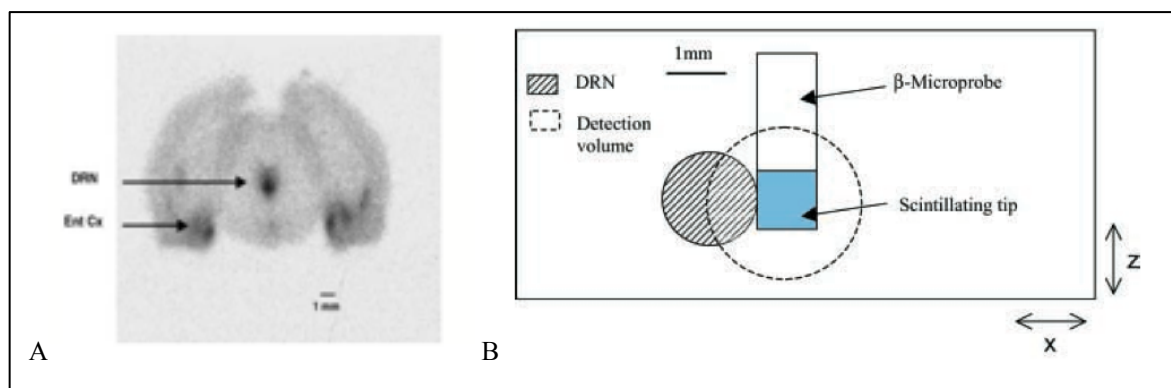 DRN
Ent Cx
1 mm
A
1mm
DRN
Detection
volume
β-Microprobe
Scintillating tip
Z
X
B